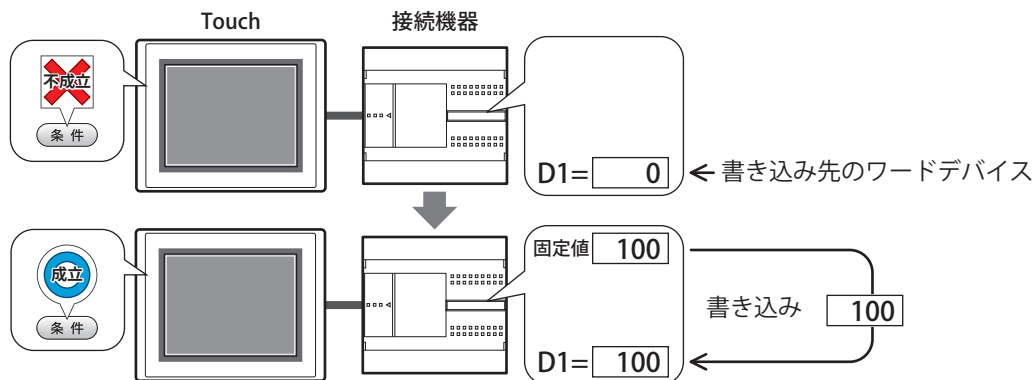 Touch
接続機器
不成立
条件
D1= 0
書き込み先のワードデバイス
成立
条件
固定値 100
書き込み 100
D1= 100